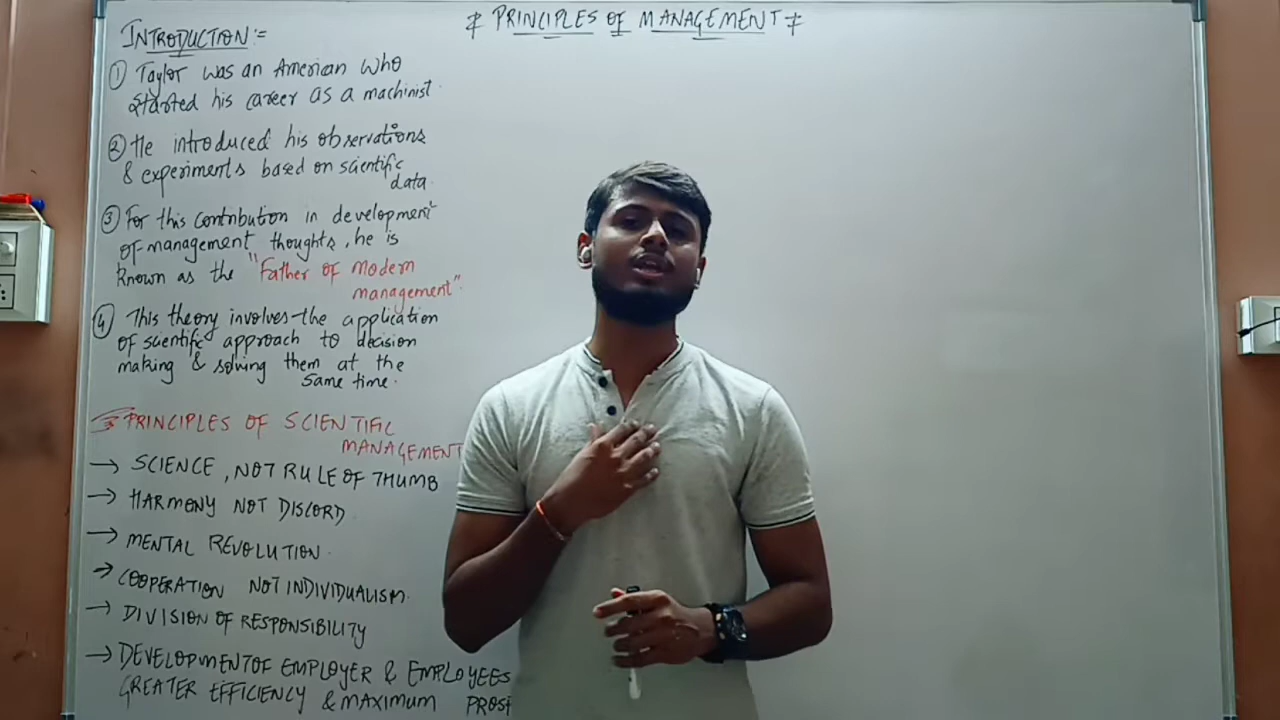 ≠ PRINCIPLES OF MANAGEMENT ≠
INTRODUCTION :=
① Taylor was an American who
started his career as a machinist.
② He introduced his observations
& experiments based on scientific
data.
③ For this contribution in development
of management thoughts, he is
known as the "Father of Modern
management".
④ This theory involves the application
of scientific approach to decision
making & solving them at the
same time.
☞ PRINCIPLES OF SCIENTIFIC
MANAGEMENT
→ SCIENCE, NOT RULE OF THUMB
→ HARMONY NOT DISCORD
→ MENTAL REVOLUTION.
→ COOPERATION NOT INDIVIDUALISM.
→ DIVISION OF RESPONSIBILITY
→ DEVELOPMENT OF EMPLOYER & EMPLOYEES
GREATER EFFICIENCY & MAXIMUM